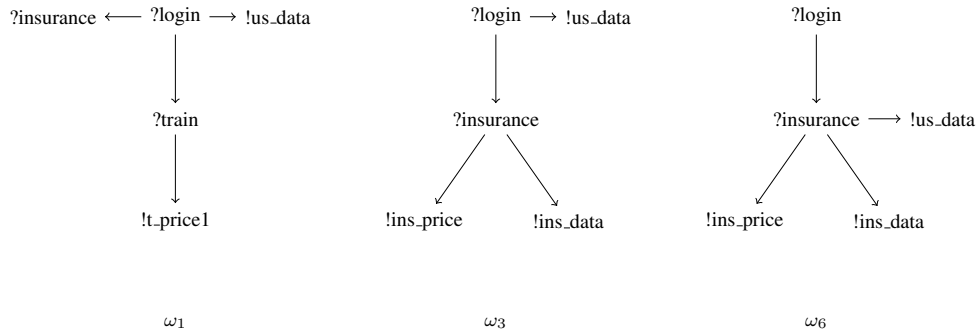 ?insurance ?login !us_data ?login !us_data ?login
?train ?insurance ?insurance !us_data
!t_price1 !ins_price !ins_data !ins_price !ins_data
ω1 ω3 ω6